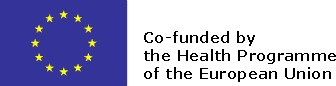 Co-funded by
the Health Programme
of the European Union